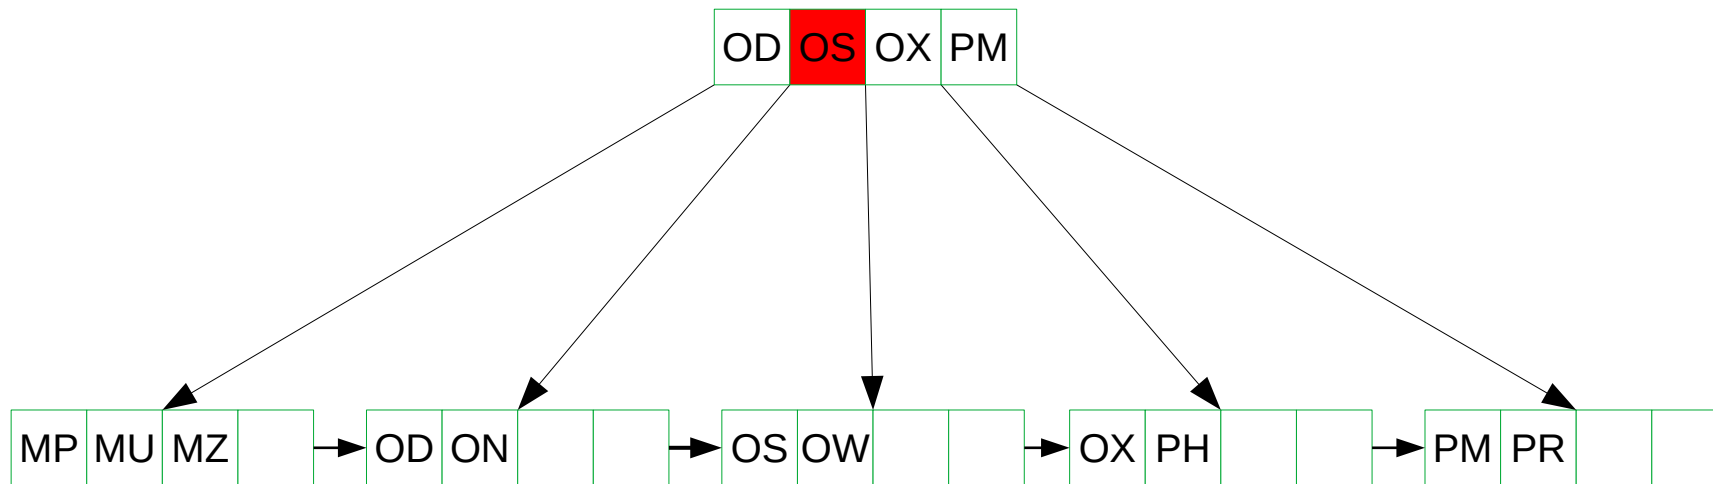 OD OS OX PM
MP MU MZ OD ON OS OW OX PH PM PR